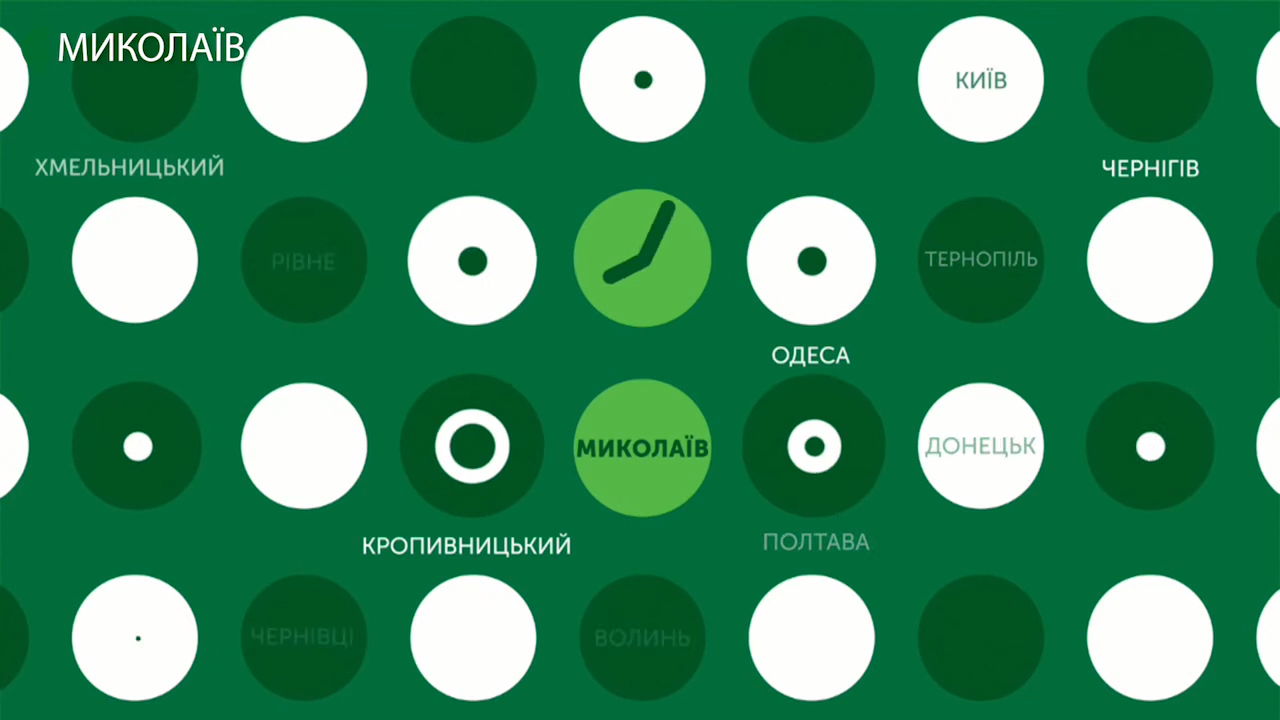 МИКОЛАЇВ
КИЇВ
ХМЕЛЬНИЦЬКИЙ
ЧЕРНІГІВ
РІВНЕ
ТЕРНОПІЛЬ
ОДЕСА
МИКОЛАЇВ
ДОНЕЦЬК
КРОПИВНИЦЬКИЙ
ПОЛТАВА
ЧЕРНІВЦІ
ВОЛИНЬ